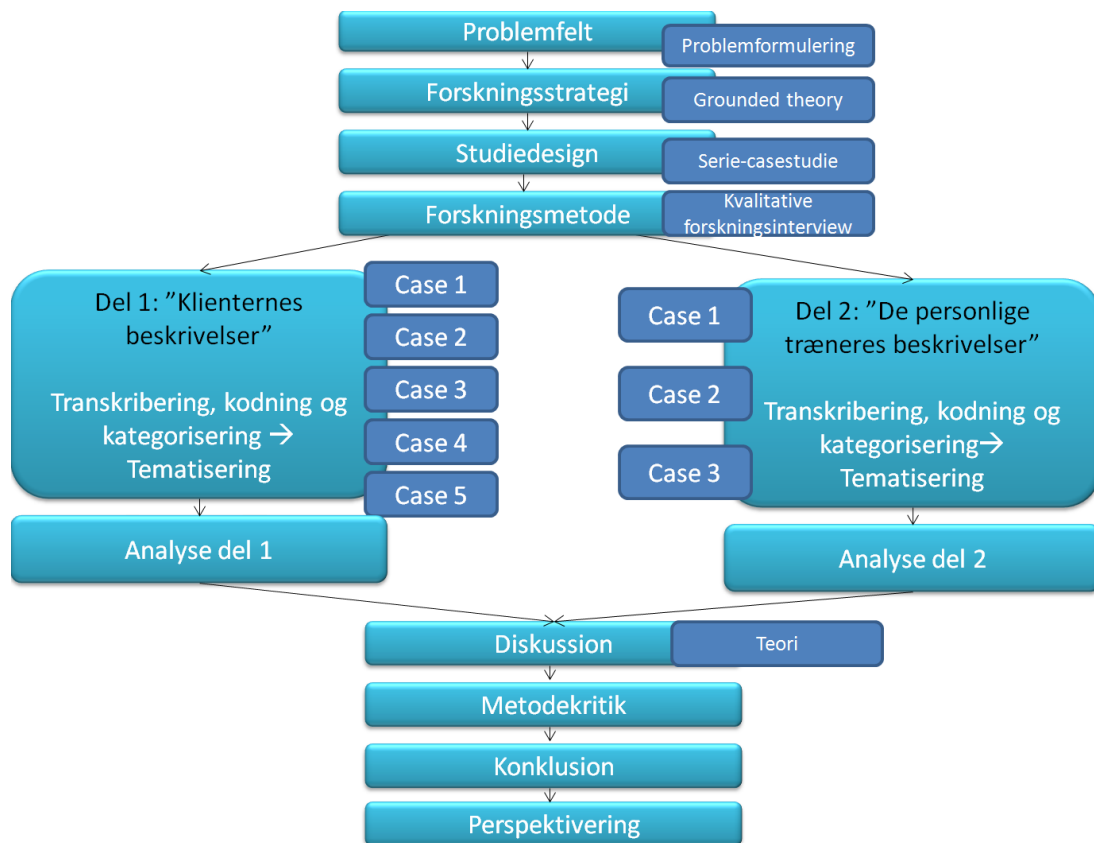 Problemfelt
Problemformulering
Forskningsstrategi
Grounded theory
Studiedesign
Serie-casestudie
Forskningsmetode
Kvalitative
forskningsinterview
Del 1: ”Klienternes
beskrivelser”
Transkribering, kodning og
kategorisering →
Tematisering
Case 1
Case 2
Case 3
Case 4
Case 5
Case 1
Case 2
Case 3
Del 2: ”De personlige
træneres beskrivelser”
Transkribering, kodning og
kategorisering→
Tematisering
Analyse del 1
Analyse del 2
Diskussion
Teori
Metodekritik
Konklusion
Perspektivering